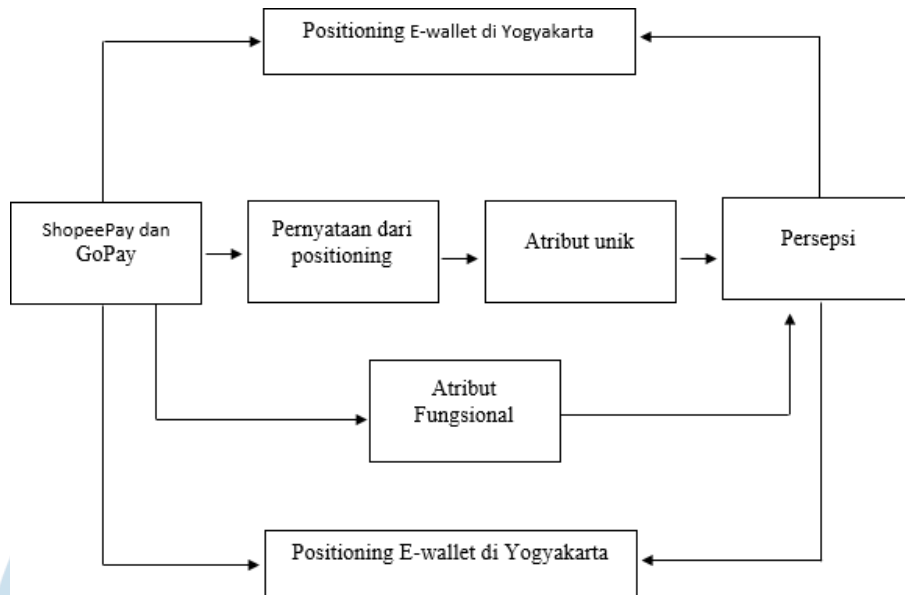 Positioning E-wallet di Yogyakarta
ShopeePay dan
GoPay
Pernyataan dari
positioning
Atribut unik
Persepsi
Atribut
Fungsional
Positioning E-wallet di Yogyakarta